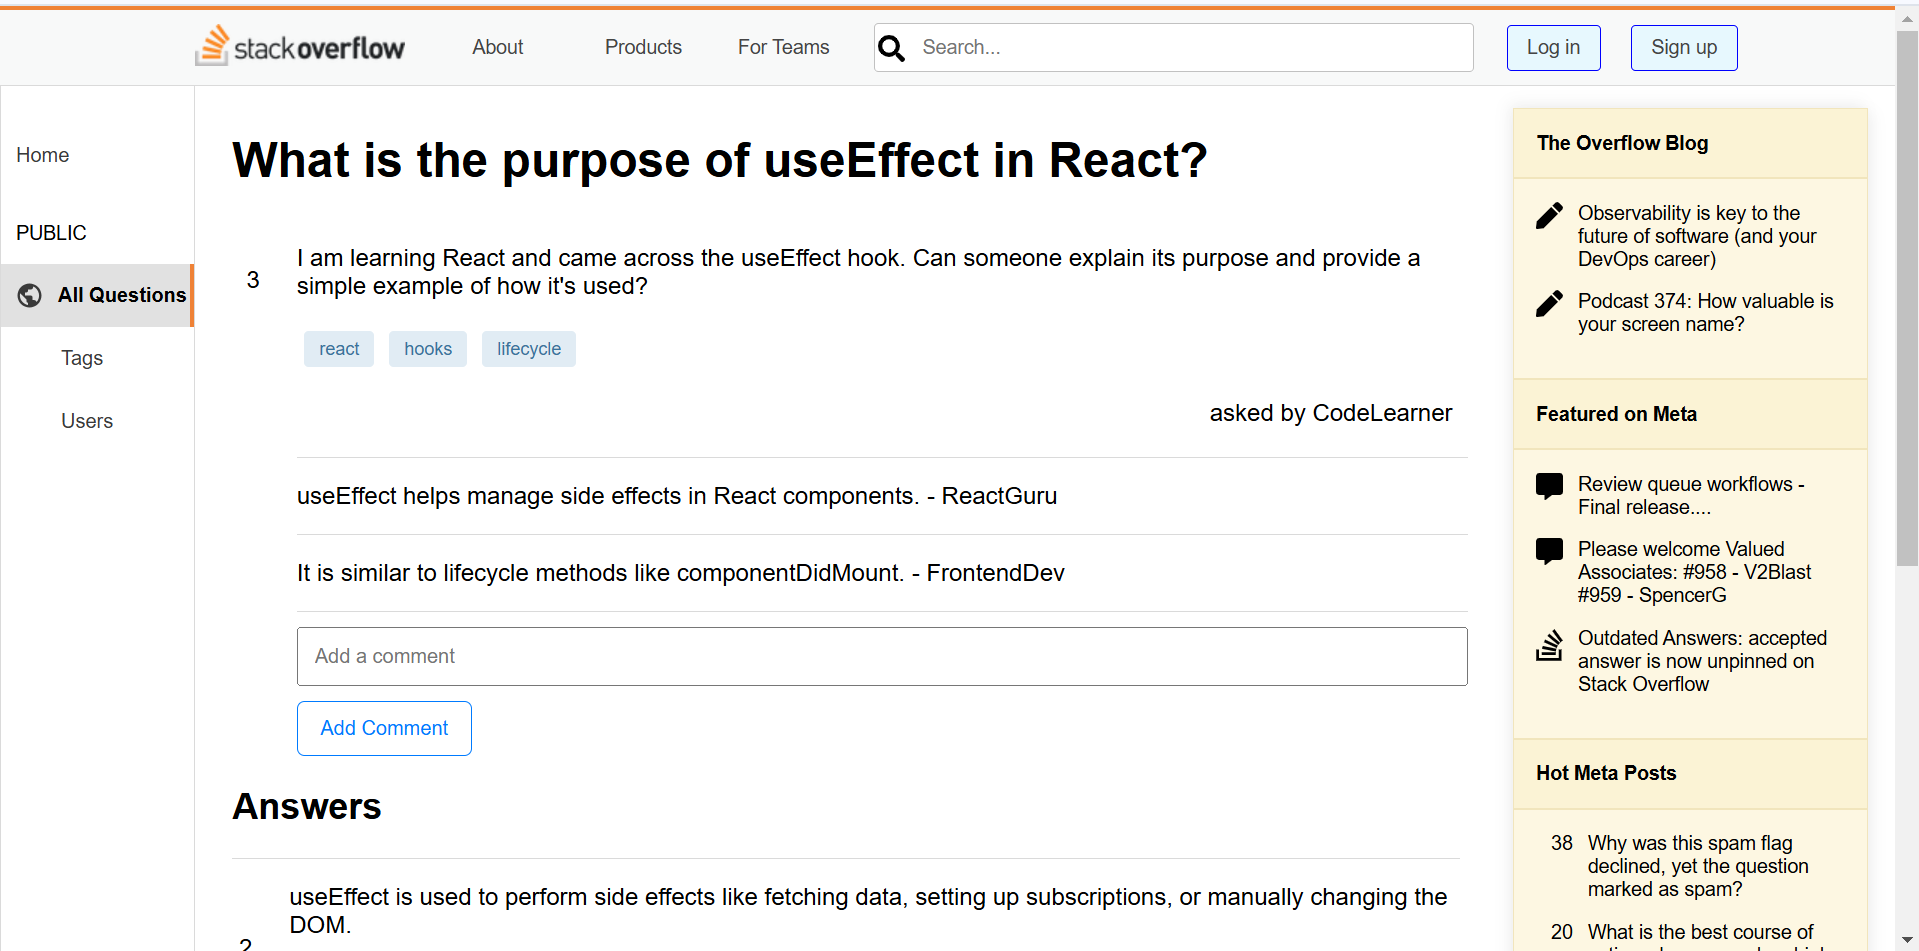 stackoverflow
About
Products
For Teams
Search...
Log in
Sign up
Home
PUBLIC
All Questions
Tags
Users
What is the purpose of useEffect in React?
3
I am learning React and came across the useEffect hook. Can someone explain its purpose and provide a
simple example of how it's used?
react
hooks
lifecycle
asked by CodeLearner
useEffect helps manage side effects in React components. - ReactGuru
It is similar to lifecycle methods like componentDidMount. - FrontendDev
Add a comment
Add Comment
Answers
useEffect is used to perform side effects like fetching data, setting up subscriptions, or manually changing the
DOM.
2
The Overflow Blog
Observability is key to the
future of software (and your
DevOps career)
Podcast 374: How valuable is
your screen name?
Featured on Meta
Review queue workflows -
Final release....
Please welcome Valued
Associates: #958 - V2Blast
#959 - SpencerG
Outdated Answers: accepted
answer is now unpinned on
Stack Overflow
Hot Meta Posts
38 Why was this spam flag
declined, yet the question
marked as spam?
20 What is the best course of